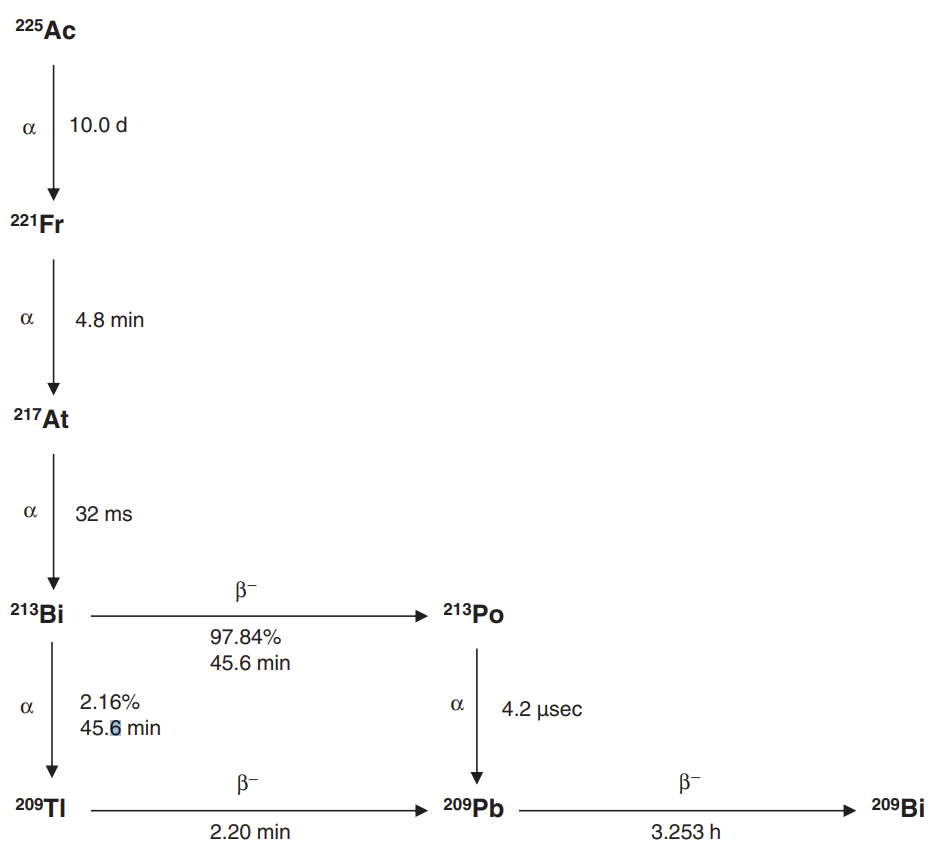 ²²⁵Ac
α
10.0 d
²²¹Fr
α
4.8 min
²¹⁷At
α
32 ms
β⁻
²¹³Bi
²¹³Po
97.84%
45.6 min
α
2.16%
45.6 min
α
4.2 μsec
β⁻
β⁻
²⁰⁹Tl
²⁰⁹Pb
²⁰⁹Bi
2.20 min
3.253 h